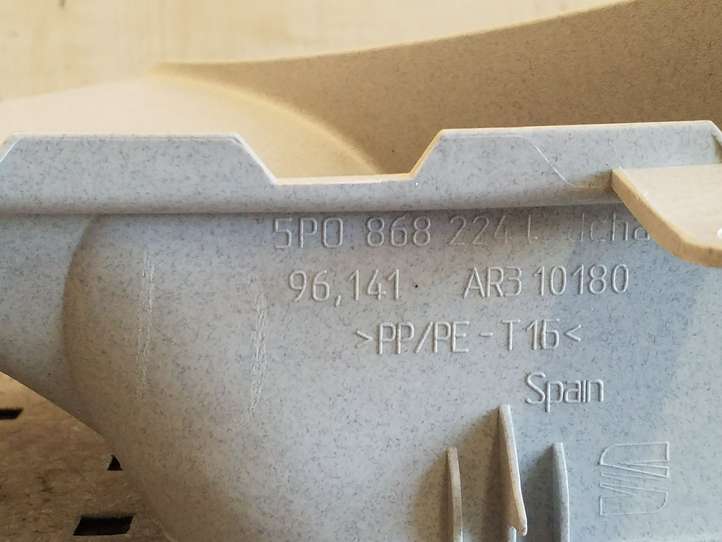 5P0 868 224
96,141 AR3 10180
>PP/PE-T16<
Spain